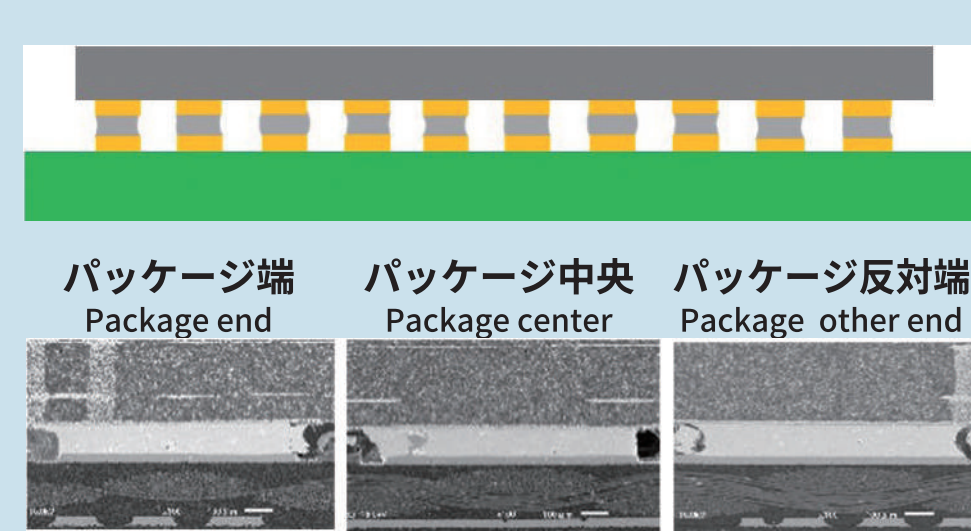 パッケージ端
パッケージ中央
パッケージ反対端
Package end
Package center
Package other end